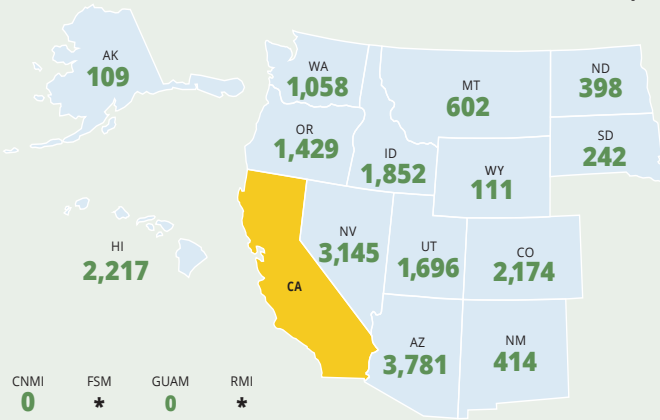 AK
109
WA
1,058
MT
602
ND
398
OR
1,429
ID
1,852
SD
242
WY
111
HI
2,217
NV
3,145
UT
1,696
CO
2,174
CA
AZ
3,781
NM
414
CNMI FSM GUAM RMI
0 * 0 *